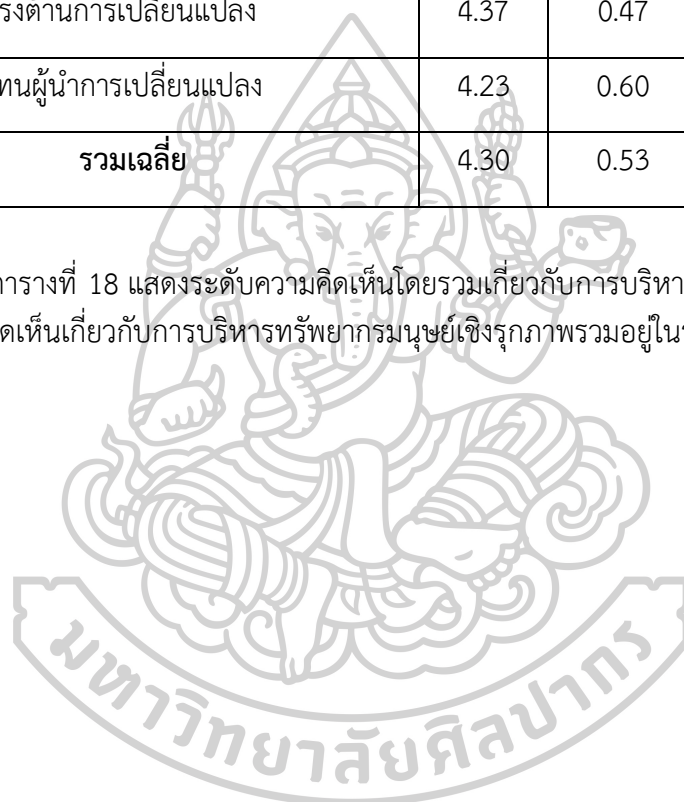 รงต้านการเปลี่ยนแปลง 4.37 0.47
ทนผู้นำการเปลี่ยนแปลง 4.23 0.60
รวมเฉลี่ย 4.30 0.53
ารางที่ 18 แสดงระดับความคิดเห็นโดยรวมเกี่ยวกับการบริหา
ดเห็นเกี่ยวกับการบริหารทรัพยากรมนุษย์เชิงรุกภาพรวมอยู่ใน
มหาวิทยาลัยศิลปากร